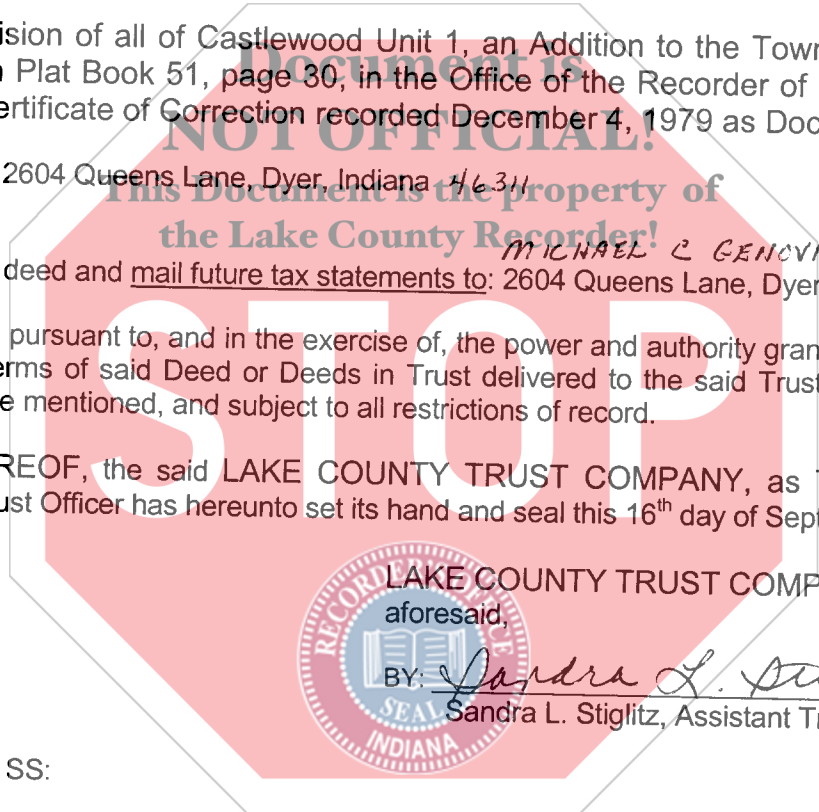 ision of all of Castlewood Unit 1, an Addition to the Town
Document is
Plat Book 51, page 30, in the Office of the Recorder of
ertificate of Correction recorded December 4, 1979 as Doc
NOT OFFICIAL!
2604 Queens Lane, Dyer, Indiana 46311
This Document is the property of
the Lake County Recorder!
MICHAEL C GENOV
deed and mail future tax statements to: 2604 Queens Lane, Dyer
pursuant to, and in the exercise of, the power and authority gran
erms of said Deed or Deeds in Trust delivered to the said Trust
e mentioned, and subject to all restrictions of record.
STOP
REOF, the said LAKE COUNTY TRUST COMPANY, as T
ust Officer has hereunto set its hand and seal this 16th day of Sept
LAKE COUNTY TRUST COMP
aforesaid,
RECORDER'S OFFICE
BY: Sandra L. Sti
SEAL
Sandra L. Stiglitz, Assistant Tr
INDIANA
SS: